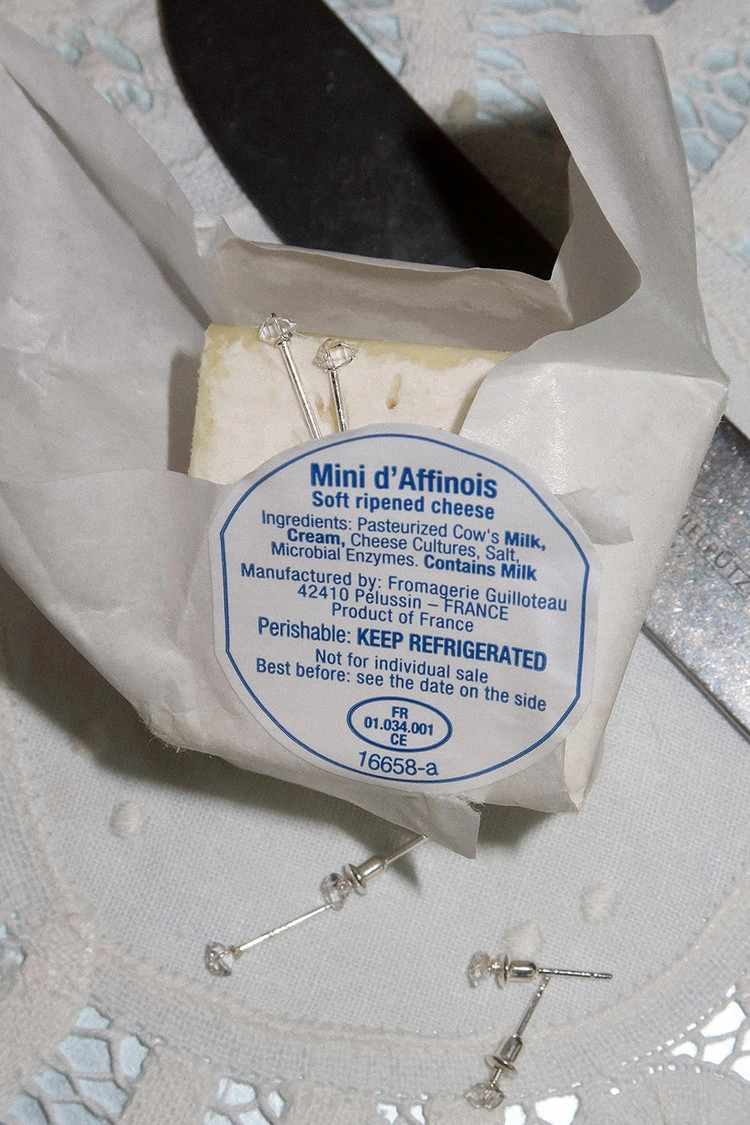 Mini d'Affinois
Soft ripened cheese
Ingredients: Pasteurized Cow's Milk,
Cream, Cheese Cultures, Salt,
Microbial Enzymes. Contains Milk
Manufactured by: Fromagerie Guilloteau
42410 Pélussin – FRANCE
Product of France
Perishable: KEEP REFRIGERATED
Not for individual sale
Best before: see the date on the side
FR
01.034.001
CE
16658-a